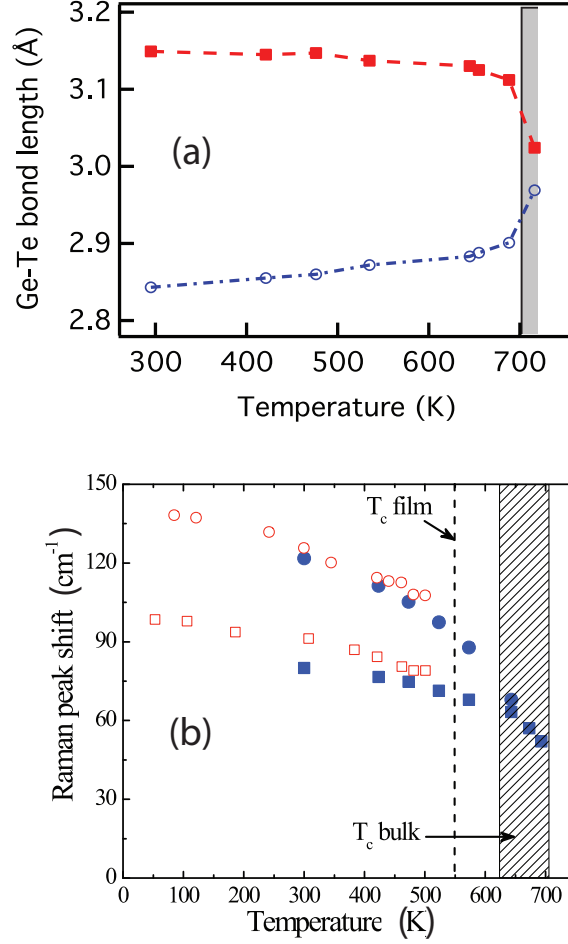 3.2
3.1
3.0
2.9
2.8
Ge-Te bond length (Å)
(a)
300 400 500 600 700
Temperature (K)
150
120
90
60
30
0
Raman peak shift (cm⁻¹)
T_c film
(b)
T_c bulk
0 100 200 300 400 500 600 700
Temperature (K)